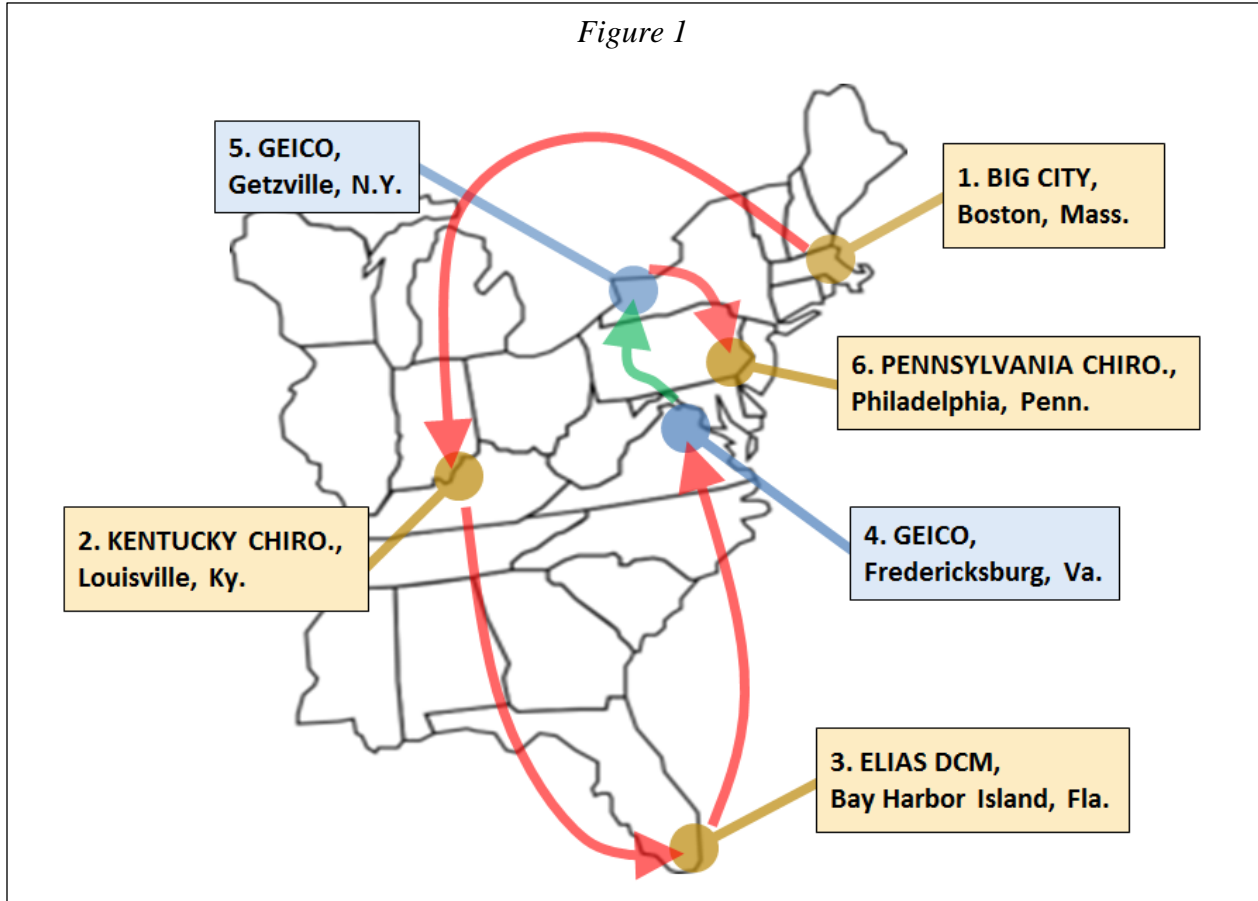 Figure 1
5. GEICO,
Getzville, N.Y.
1. BIG CITY,
Boston, Mass.
6. PENNSYLVANIA CHIRO.,
Philadelphia, Penn.
2. KENTUCKY CHIRO.,
Louisville, Ky.
4. GEICO,
Fredericksburg, Va.
3. ELIAS DCM,
Bay Harbor Island, Fla.